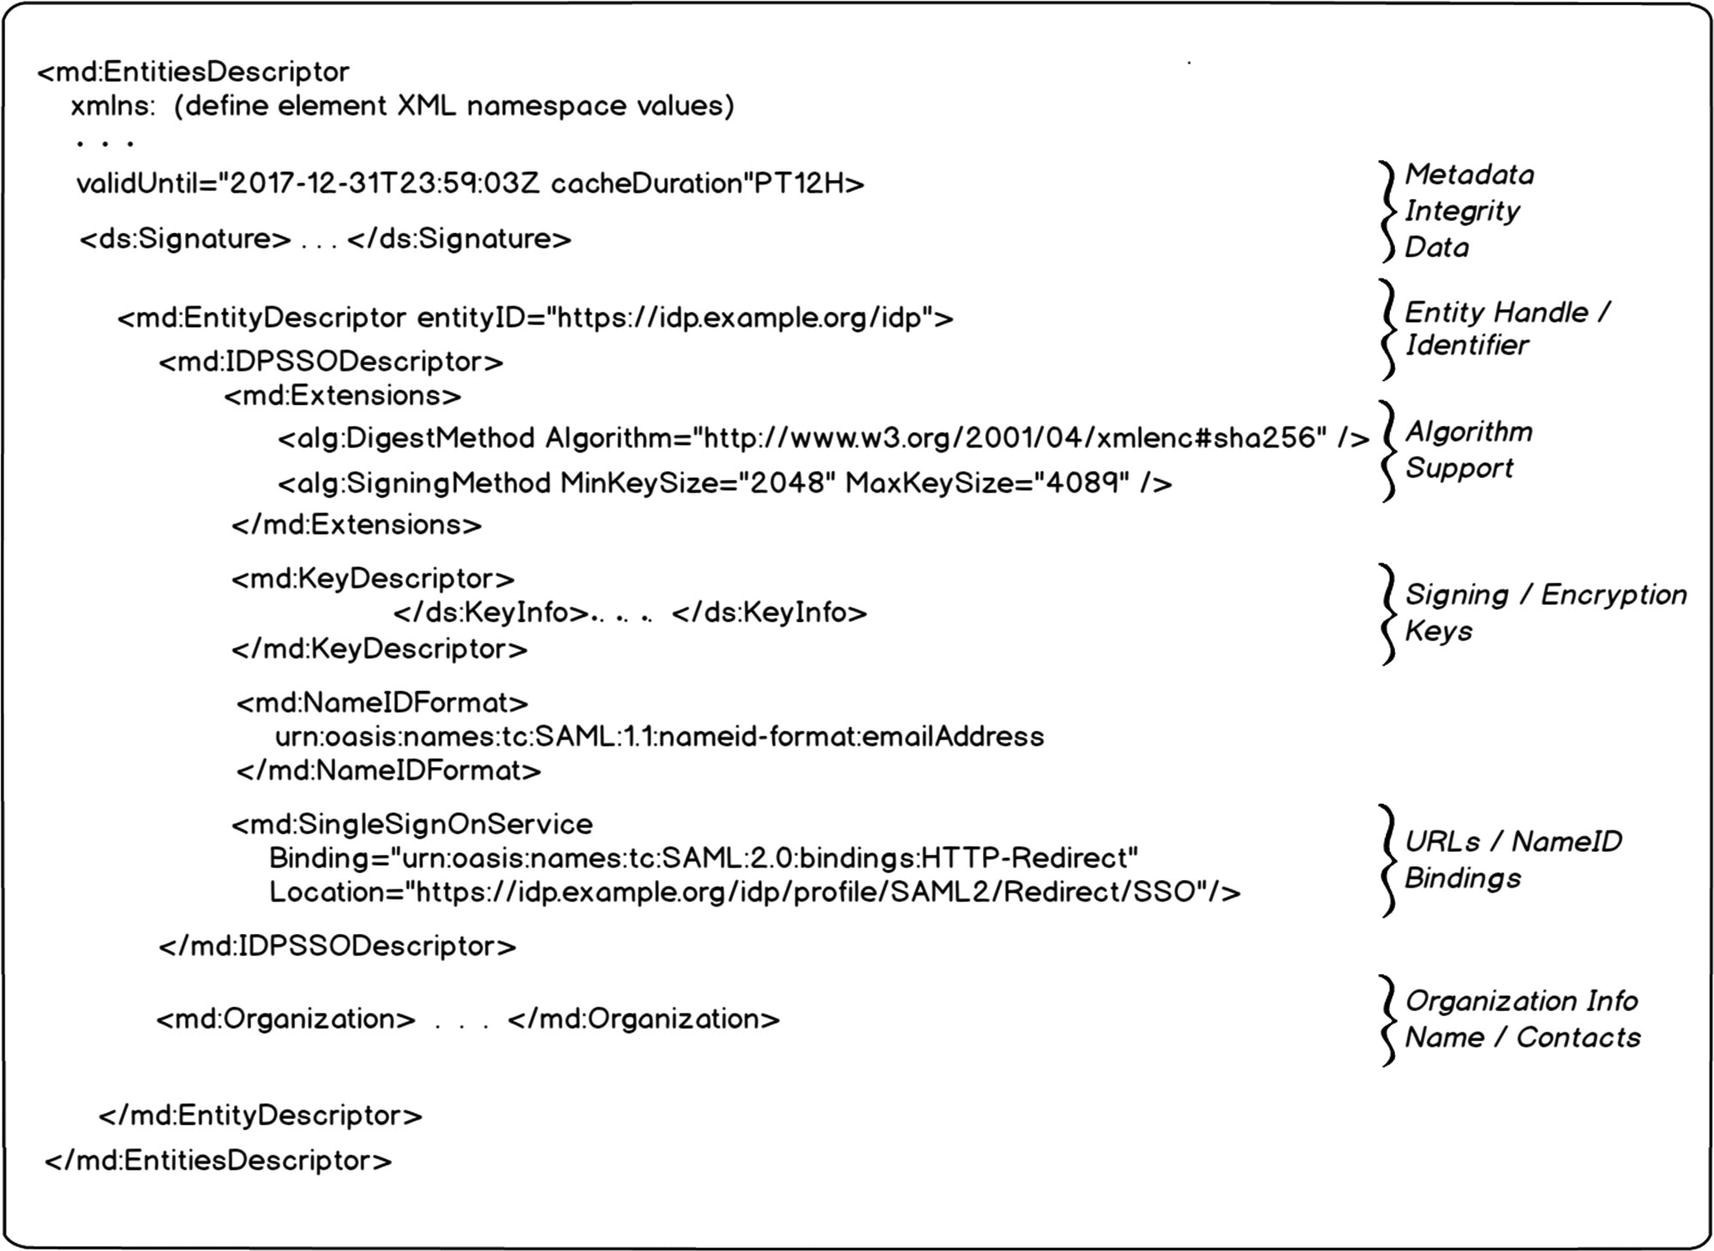 <md:EntitiesDescriptor
xmlns: (define element XML namespace values)
. . .
validUntil="2017-12-31T23:59:03Z cacheDuration"PT12H>
<ds:Signature> . . . </ds:Signature>
Metadata
Integrity
Data
<md:EntityDescriptor entityID="https://idp.example.org/idp">
<md:IDPSSODescriptor>
Entity Handle /
Identifier
<md:Extensions>
<alg:DigestMethod Algorithm="http://www.w3.org/2001/04/xmlenc#sha256" />
<alg:SigningMethod MinKeySize="2048" MaxKeySize="4089" />
Algorithm
Support
</md:Extensions>
<md:KeyDescriptor>
</ds:KeyInfo>. . . </ds:KeyInfo>
</md:KeyDescriptor>
Signing / Encryption
Keys
<md:NameIDFormat>
urn:oasis:names:tc:SAML:1.1:nameid-format:emailAddress
</md:NameIDFormat>
<md:SingleSignOnService
Binding="urn:oasis:names:tc:SAML:2.0:bindings:HTTP-Redirect"
Location="https://idp.example.org/idp/profile/SAML2/Redirect/SSO"/>
URLs / NameID
Bindings
</md:IDPSSODescriptor>
<md:Organization> . . . </md:Organization>
Organization Info
Name / Contacts
</md:EntityDescriptor>
</md:EntitiesDescriptor>